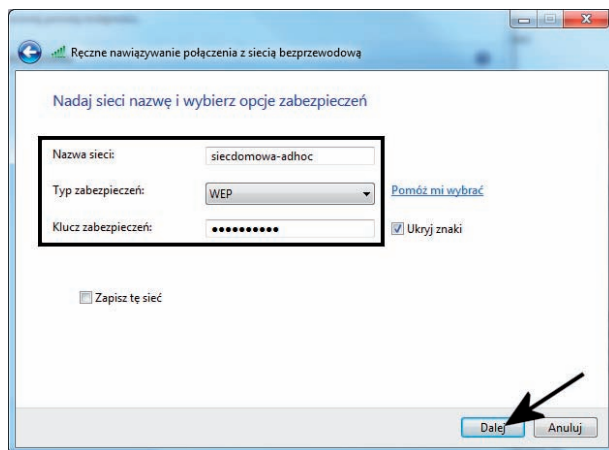 Ręczne nawiązywanie połączenia z siecią bezprzewodową
Nadaj sieci nazwę i wybierz opcje zabezpieczeń
Nazwa sieci: siecdomowa-adhoc
Typ zabezpieczeń: WEP Pomóż mi wybrać
Klucz zabezpieczeń: •••••••••• Ukryj znaki
Zapisz tę sieć
Dalej Anuluj